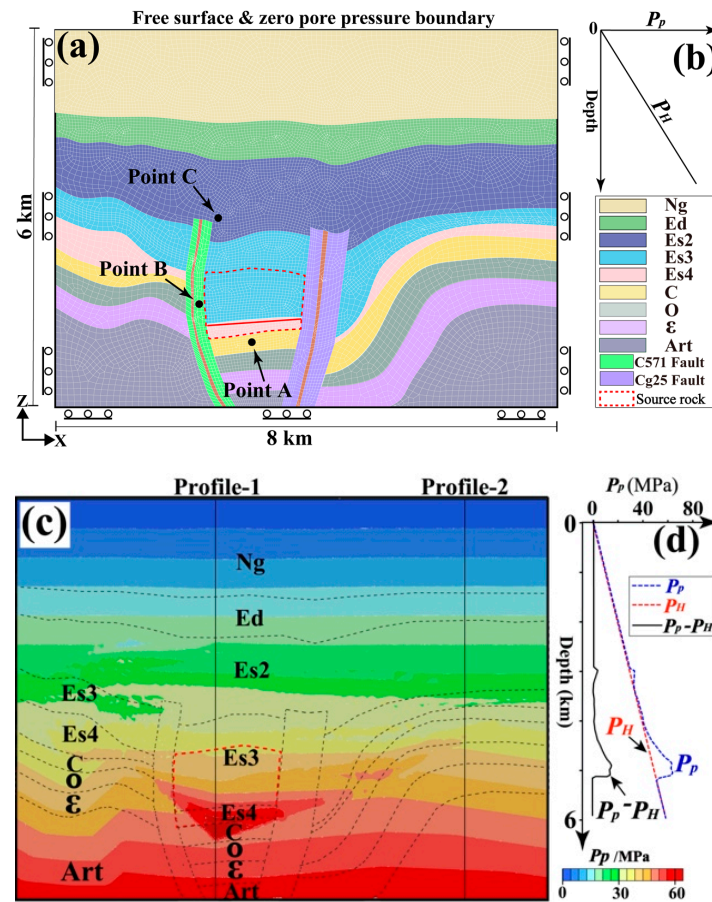 Free surface & zero pore pressure boundary
(a)
Point C
Point B
Point A
6 km
Z
X
8 km
0
Pp
(b)
Depth
PH
Ng
Ed
Es2
Es3
Es4
C
O
Ɛ
Art
C571 Fault
Cg25 Fault
Source rock
Profile-1
Profile-2
(c)
Ng
Ed
Es2
Es3
Es4
C
O
Ɛ
Es3
Es4
C
O
Ɛ
Art
Art
Pp (MPa)
0 40 80
0
(d)
Pp
PH
Pp-PH
Depth (km)
PH
Pp
6
Pp-PH
Pp /MPa
0 30 60